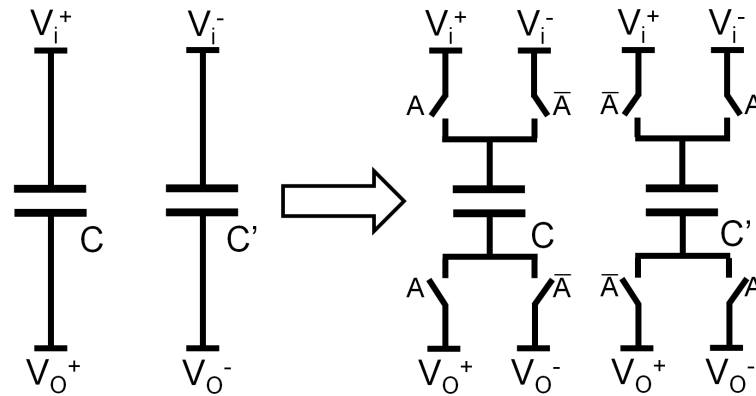 Vi+ Vi- Vi+ Vi- Vi+ Vi-
A A̅ A̅ A
C C' C C'
A A̅ A̅ A
VO+ VO- VO+ VO- VO+ VO-